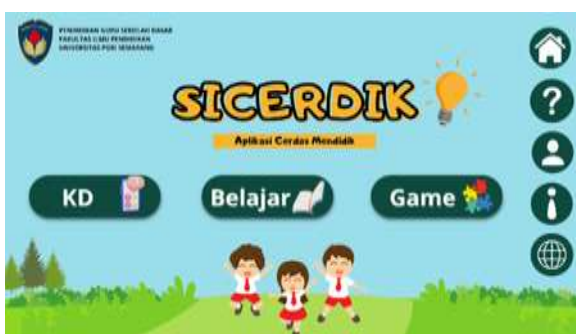 PENDIDIKAN GURU SEKOLAH DASAR
FAKULTAS ILMU PENDIDIKAN
UNIVERSITAS PGRI SEMARANG
SICERDIK
Aplikasi Cerdas Mendidik
KD
Belajar
Game
?
i